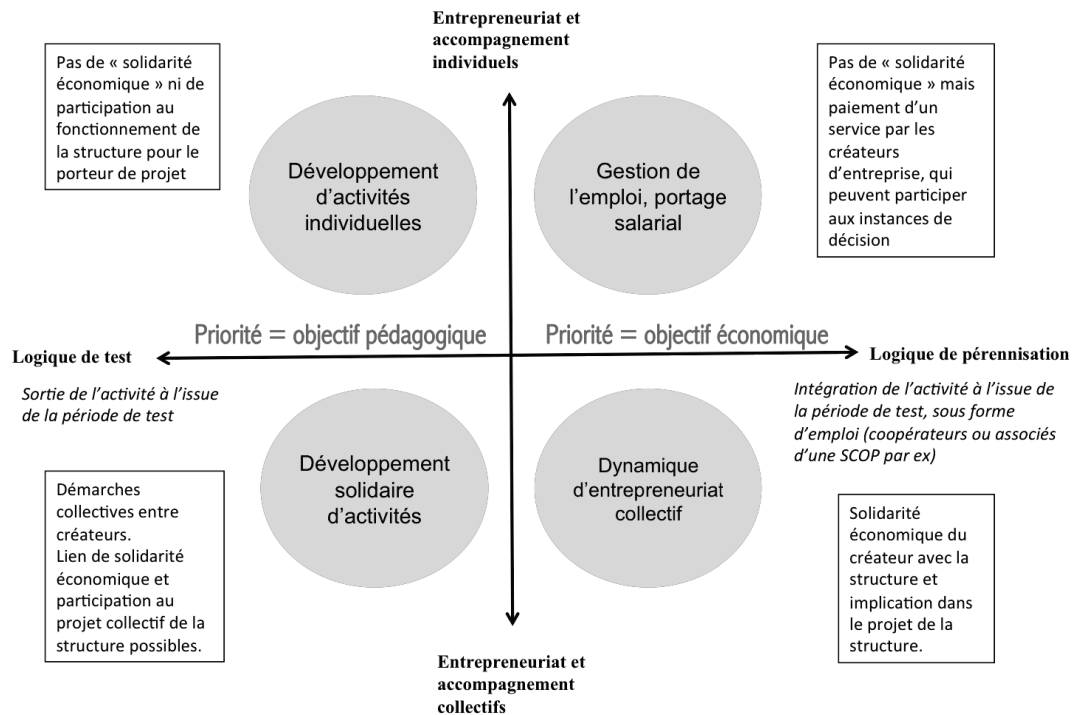 Entrepreneuriat et
accompagnement
individuels
Pas de « solidarité
économique » ni de
participation au
fonctionnement de
la structure pour le
porteur de projet
Développement
d’activités
individuelles
Gestion de
l’emploi, portage
salarial
Pas de « solidarité
économique » mais
paiement d’un
service par les
créateurs
d’entreprise, qui
peuvent participer
aux instances de
décision
Priorité = objectif pédagogique
Priorité = objectif économique
Logique de test
Logique de pérennisation
Sortie de l’activité à l’issue
de la période de test
Intégration de l’activité à l’issue de
la période de test, sous forme
d’emploi (coopérateurs ou associés
d’une SCOP par ex)
Développement
solidaire
d’activités
Dynamique
d’entrepreneuriat
collectif
Démarches
collectives entre
créateurs.
Lien de solidarité
économique et
participation au
projet collectif de la
structure possibles.
Solidarité
économique du
créateur avec la
structure et
implication dans
le projet de la
structure.
Entrepreneuriat et
accompagnement
collectifs